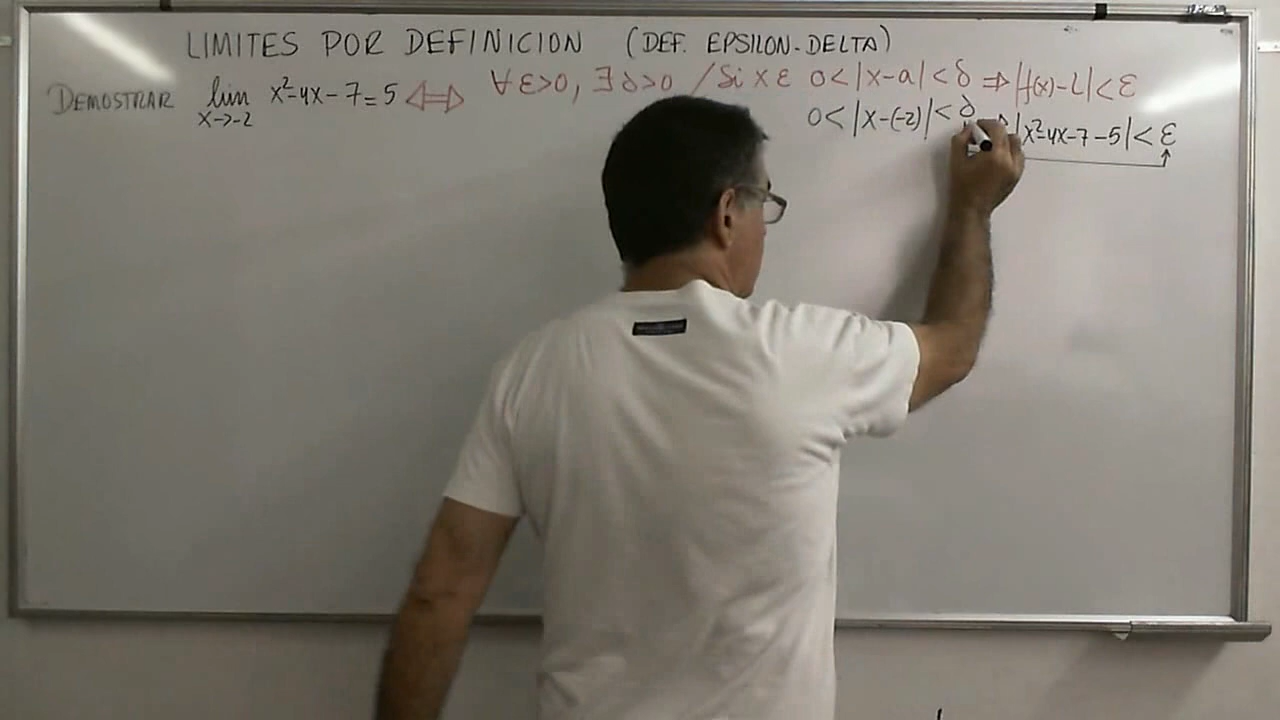 LIMITES POR DEFINICION (DEF. EPSILON-DELTA)
DEMOSTRAR lim x²-4x-7=5 ⇔ ∀ε>0, ∃δ>0 / Si x ε 0<|x-a|<δ ⇒ |f(x)-L|<ε
x→-2
0<|x-(-2)|<δ ⇒ |x²-4x-7-5|<ε